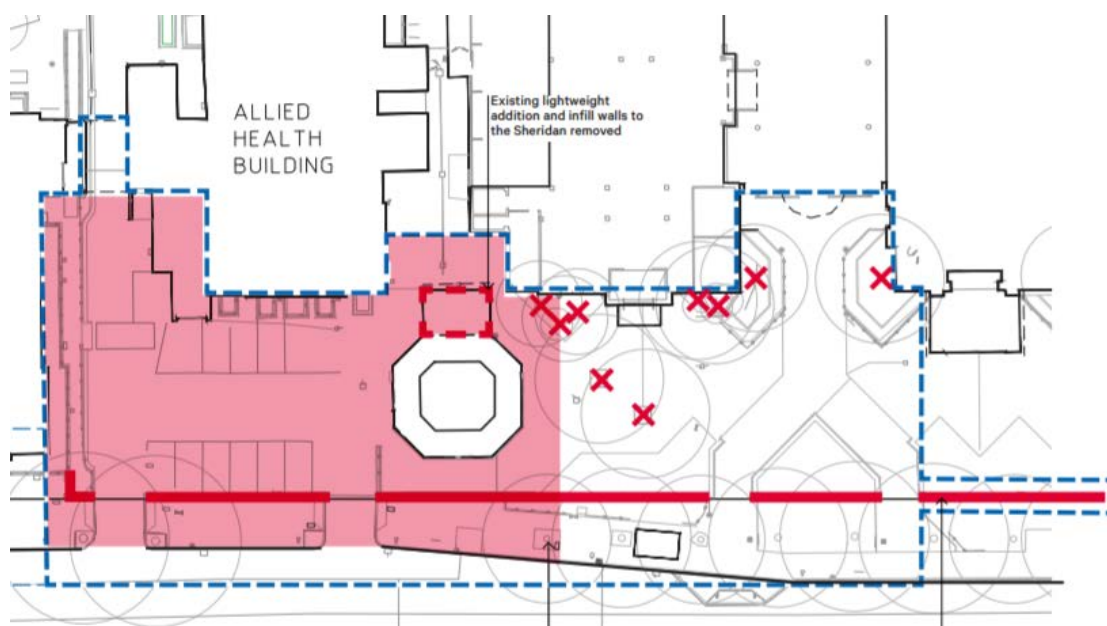 ALLIED
HEALTH
BUILDING
Existing lightweight
addition and infill walls to
the Sheridan removed